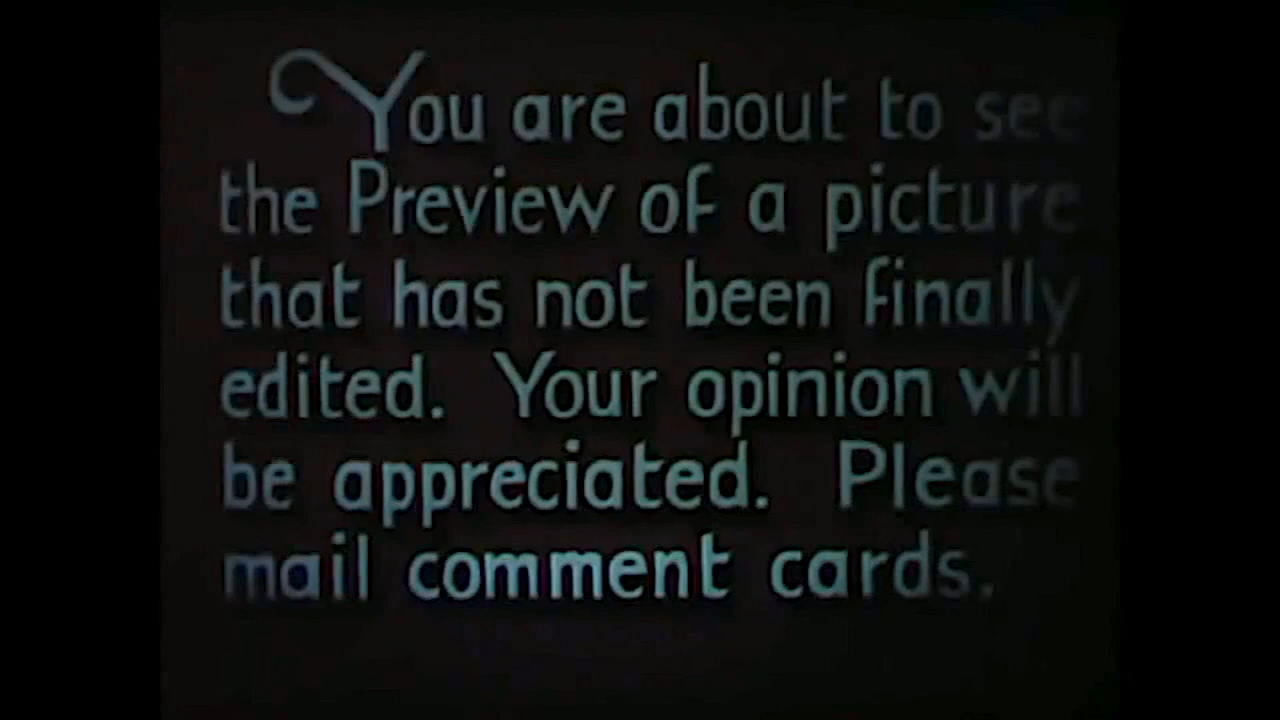 You are about to see
the Preview of a picture
that has not been finally
edited. Your opinion will
be appreciated. Please
mail comment cards.